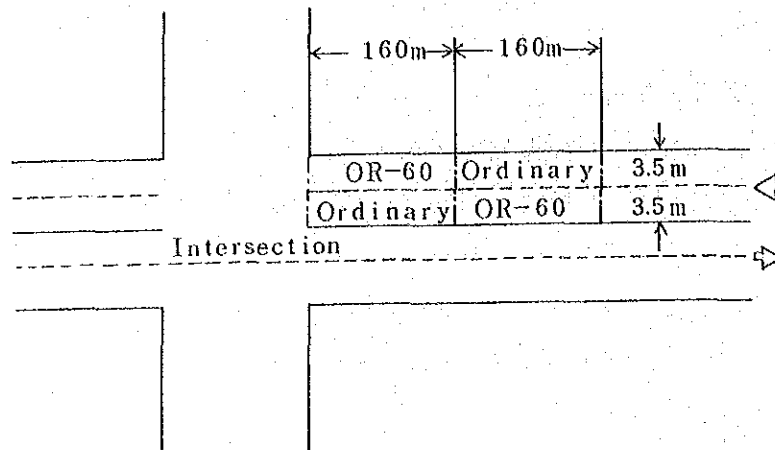 160m 160m
OR-60 Ordinary 3.5m
Ordinary OR-60 3.5m
Intersection